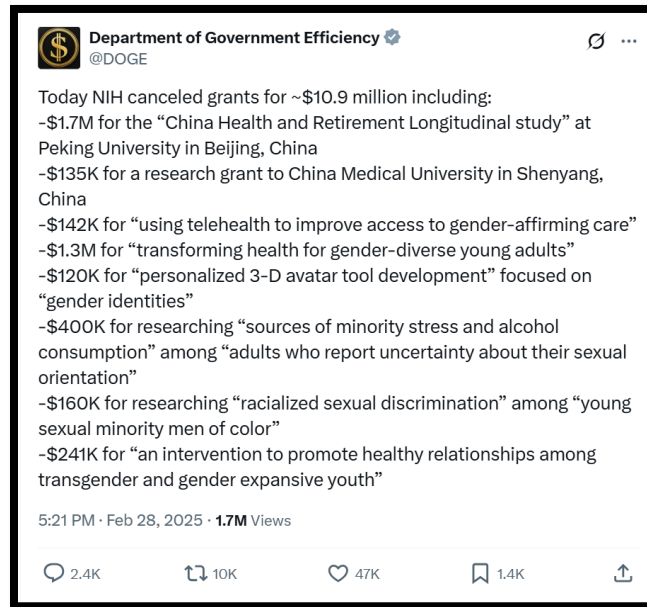 Department of Government Efficiency
@DOGE
Today NIH canceled grants for ~$10.9 million including:
-$1.7M for the “China Health and Retirement Longitudinal study” at
Peking University in Beijing, China
-$135K for a research grant to China Medical University in Shenyang,
China
-$142K for “using telehealth to improve access to gender-affirming care”
-$1.3M for “transforming health for gender-diverse young adults”
-$120K for “personalized 3-D avatar tool development” focused on
“gender identities”
-$400K for researching “sources of minority stress and alcohol
consumption” among “adults who report uncertainty about their sexual
orientation”
-$160K for researching “racialized sexual discrimination” among “young
sexual minority men of color”
-$241K for “an intervention to promote healthy relationships among
transgender and gender expansive youth”
5:21 PM · Feb 28, 2025 · 1.7M Views
2.4K 10K 47K 1.4K